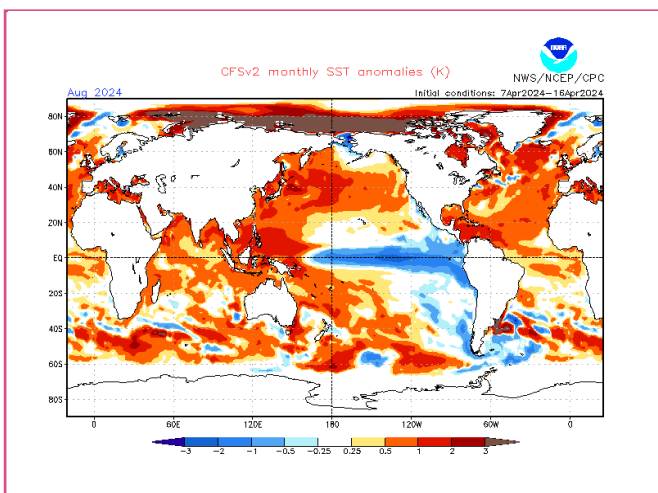 NOAA
CFSv2 monthly SST anomalies (K)
NWS/NCEP/CPC
Aug 2024
Initial conditions: 7Apr2024-16Apr2024
80N
60N
40N
20N
EQ
20S
40S
60S
80S
0 60E 120E 180 120W 60W 0
-3 -2 -1 -0.5 -0.25 0.25 0.5 1 2 3